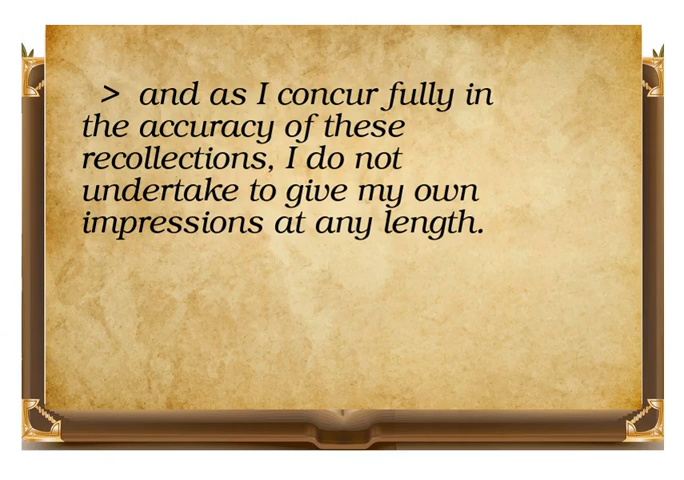 > and as I concur fully in
the accuracy of these
recollections, I do not
undertake to give my own
impressions at any length.